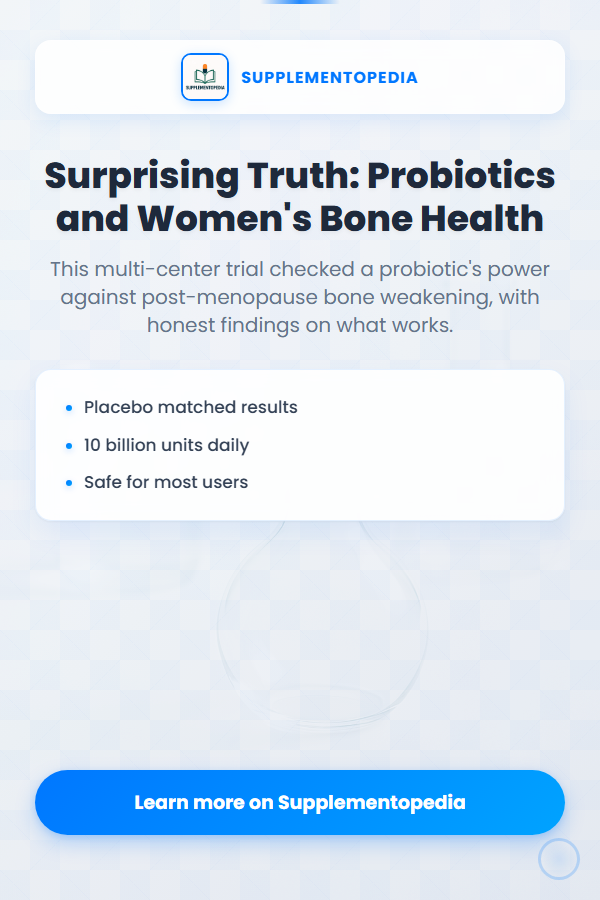 SUPPLEMENTOPEDIA
SUPPLEMENTOPEDIA
Surprising Truth: Probiotics
and Women's Bone Health
This multi-center trial checked a probiotic's power
against post-menopause bone weakening, with
honest findings on what works.
Placebo matched results
10 billion units daily
Safe for most users
Learn more on Supplementopedia